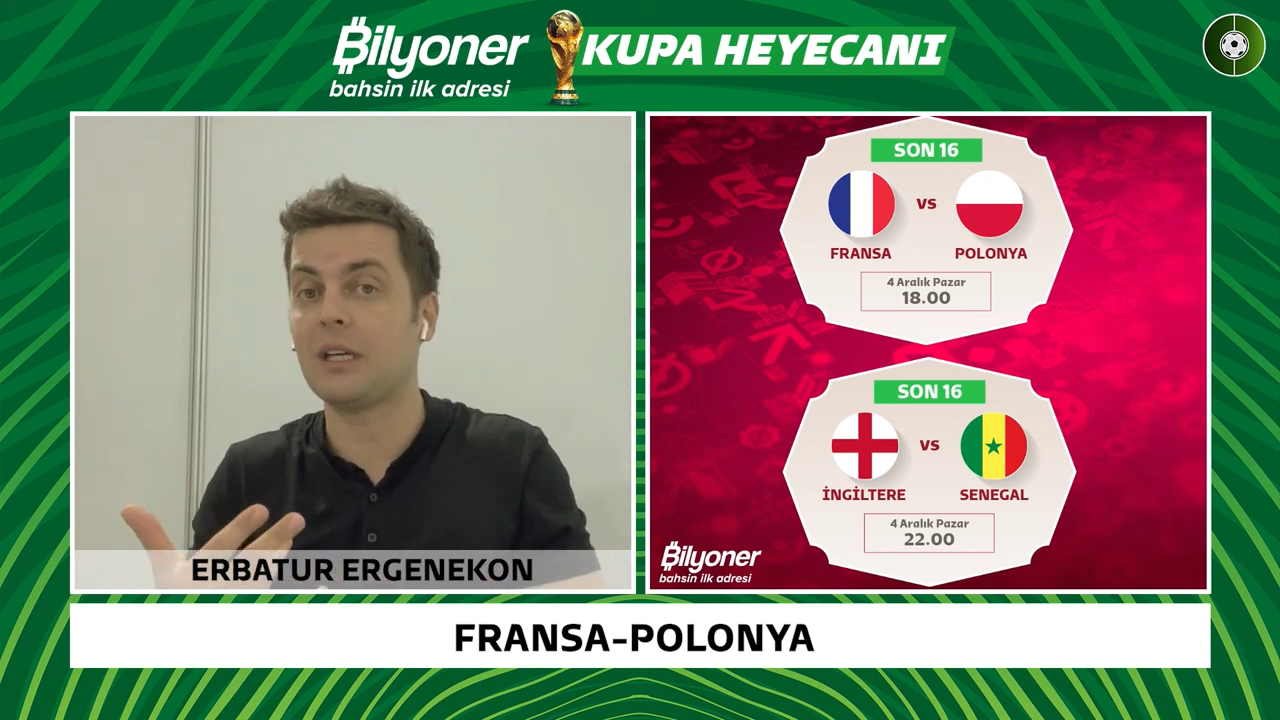 Bilyoner
bahsin ilk adresi
KUPA HEYECANI
ERBATUR ERGENEKON
SON 16
VS
FRANSA
POLONYA
4 Aralık Pazar
18.00
SON 16
VS
İNGİLTERE
SENEGAL
4 Aralık Pazar
22.00
Bilyoner
bahsin ilk adresi
FRANSA-POLONYA